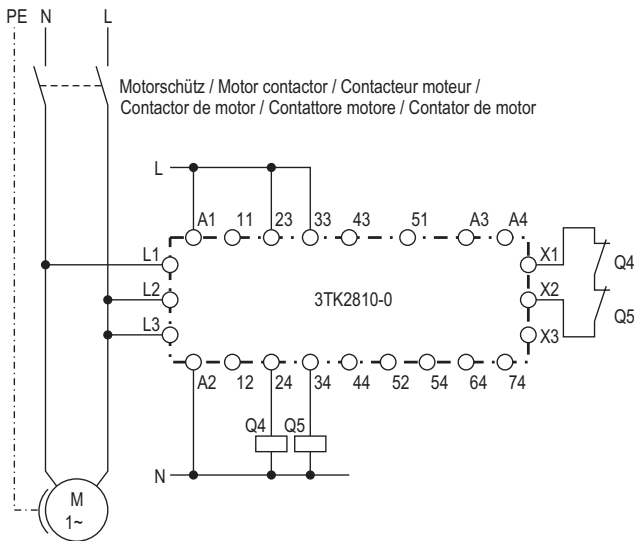 PE N L
Motorschütz / Motor contactor / Contacteur moteur /
Contactor de motor / Contattore motore / Contator de motor
L
A1 11 23 33 43 51 A3 A4
L1 X1 Q4
L2 3TK2810-0 X2
Q5
L3 X3
A2 12 24 34 44 52 54 64 74
Q4 Q5
N
M
1~